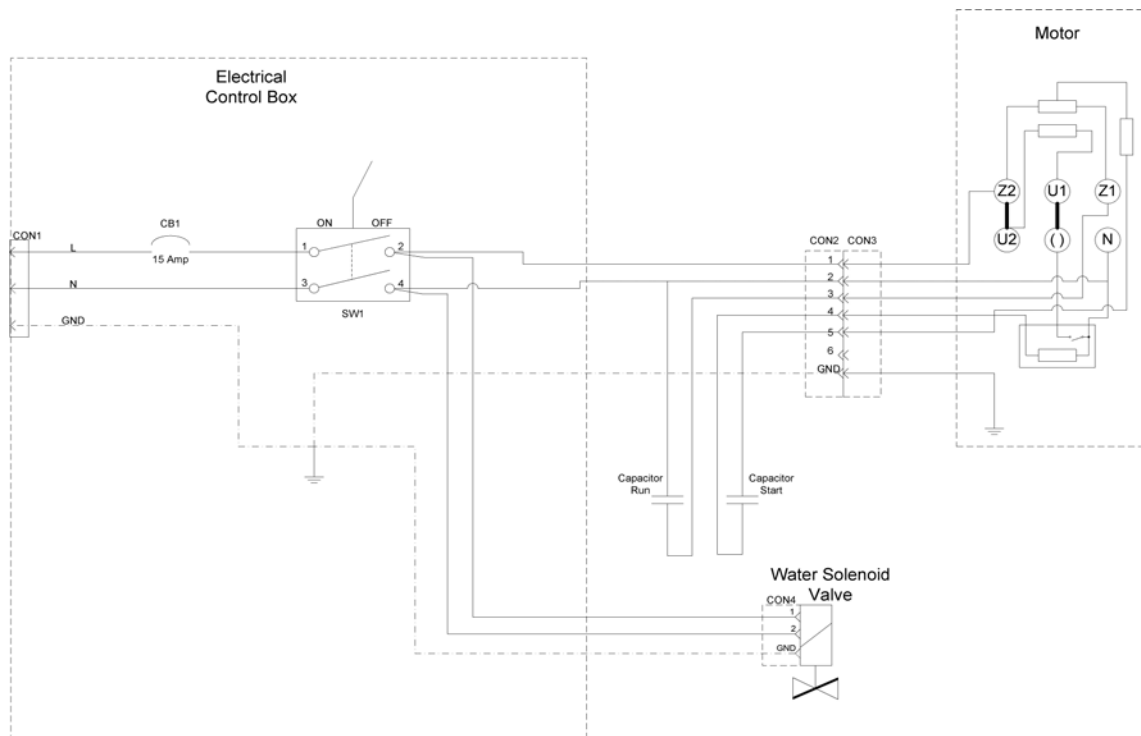 Motor
Electrical
Control Box
Z2
U1
Z1
U2
( )
N
ON
OFF
CB1
15 Amp
CON1
L
N
GND
1
2
3
4
SW1
CON2
CON3
1
2
3
4
5
6
GND
Capacitor
Run
Capacitor
Start
Water Solenoid
Valve
CON4
1
2
GND